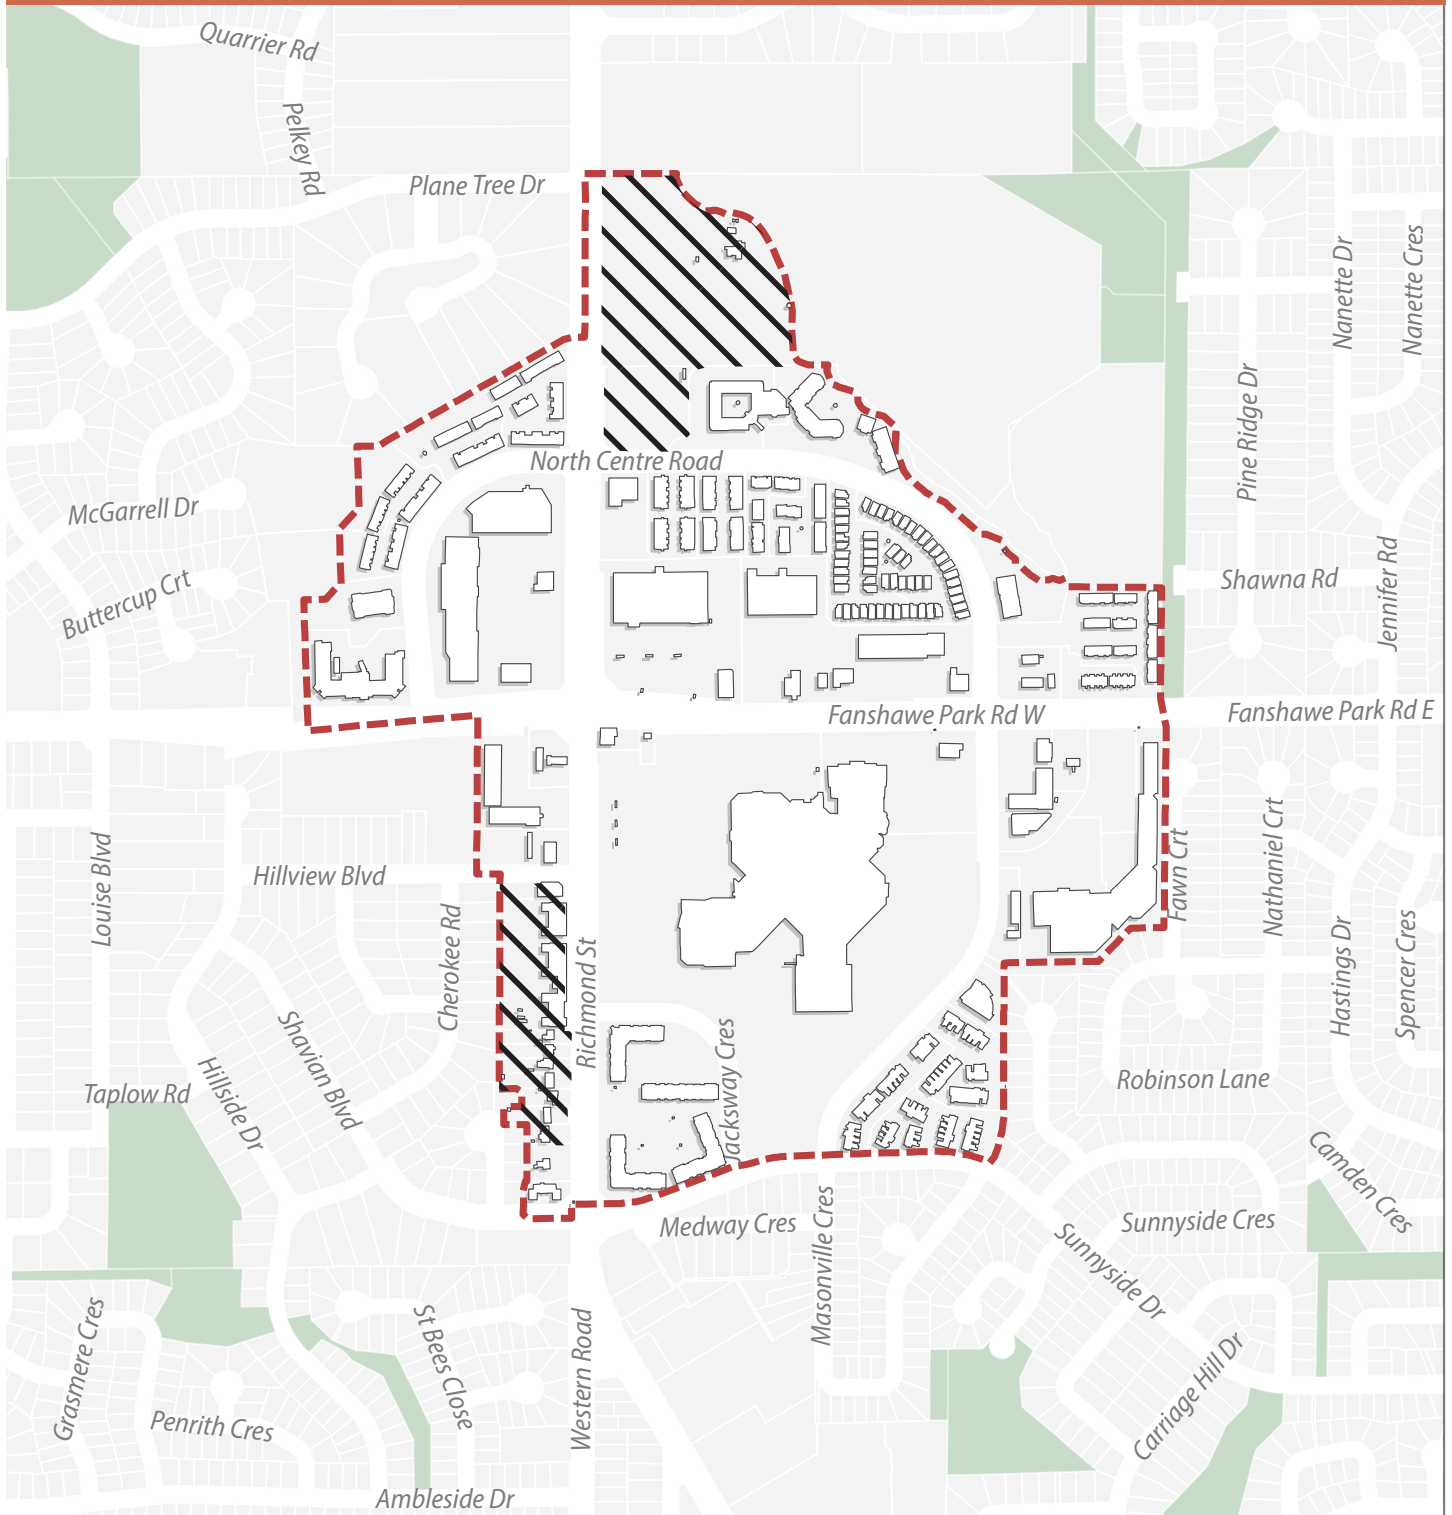 Quarrier Rd
Pelkey Rd
Plane Tree Dr
Nanette Dr
Nanette Cres
Pine Ridge Dr
North Centre Road
McGarrell Dr
Buttercup Crt
Shawna Rd
Jennifer Rd
Fanshawe Park Rd W
Fanshawe Park Rd E
Louise Blvd
Hillview Blvd
Cherokee Rd
Richmond St
Fawn Crt
Nathaniel Crt
Hastings Dr
Spencer Cres
Shavian Blvd
Hillside Dr
Taplow Rd
Jacksway Cres
Robinson Lane
Camden Cres
Medway Cres
Masonville Cres
Sunnyside Cres
Sunnyside Dr
Grasmere Cres
St Bees Close
Western Road
Carriage Hill Dr
Penrith Cres
Ambleside Dr